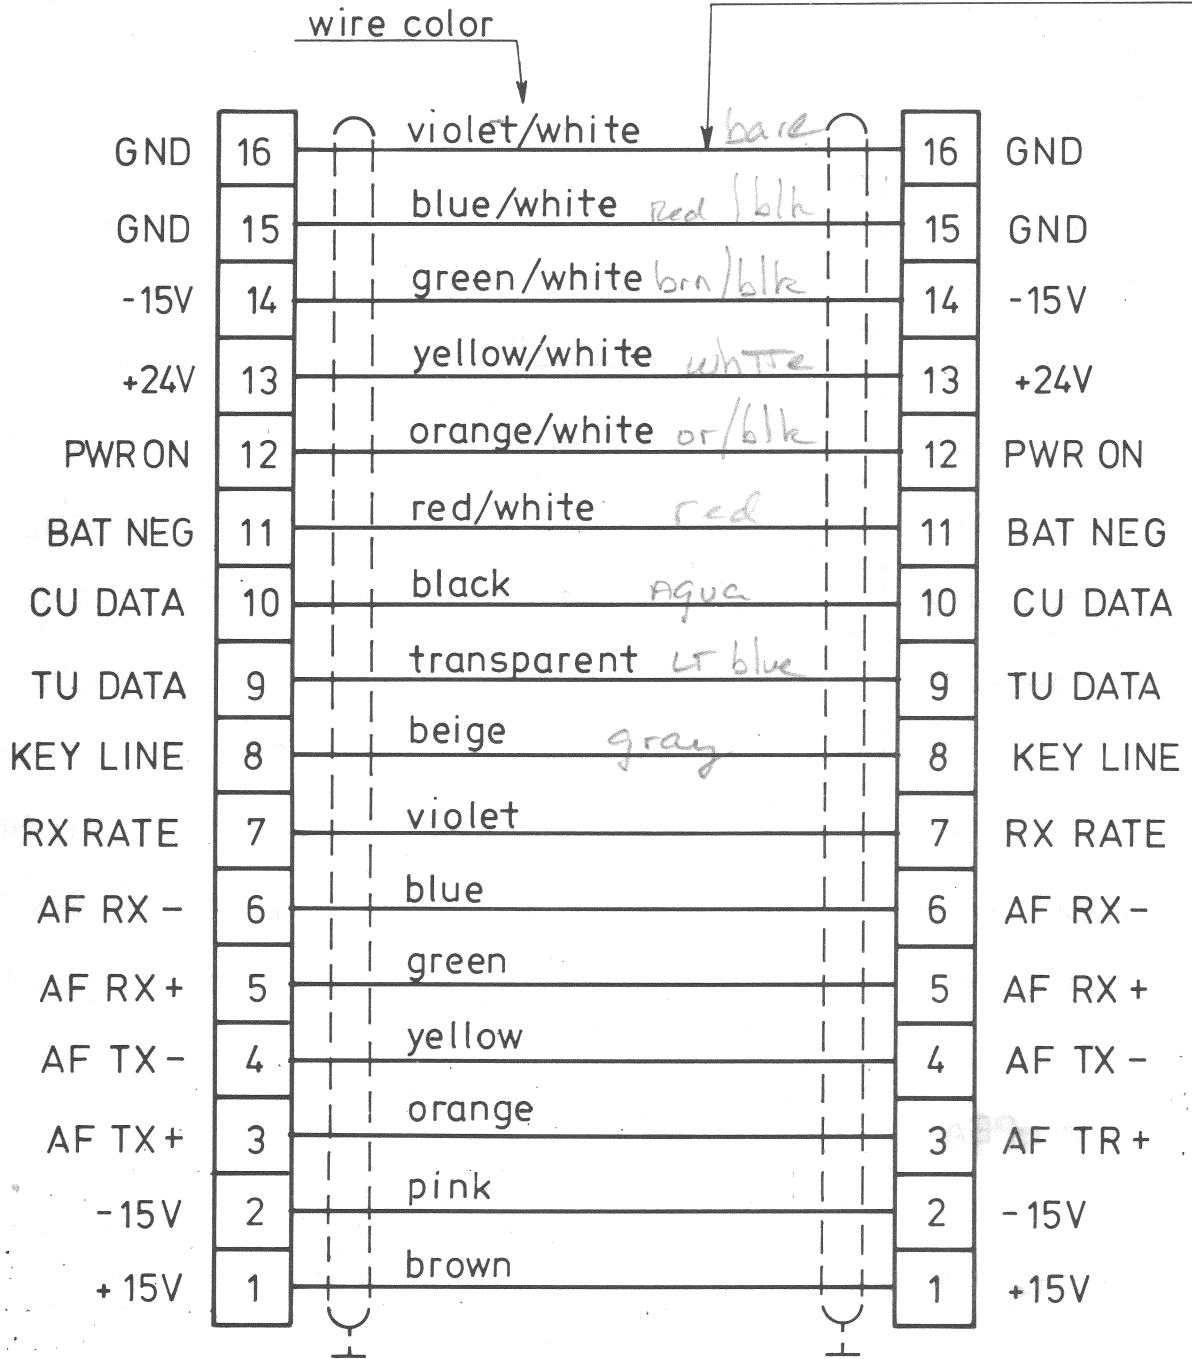 wire color
GND 16 violet/white bare 16 GND
GND 15 blue/white Red/blk 15 GND
-15V 14 green/white brn/blk 14 -15V
+24V 13 yellow/white whTTe 13 +24V
PWR ON 12 orange/white or/blk 12 PWR ON
BAT NEG 11 red/white red 11 BAT NEG
CU DATA 10 black AQUA 10 CU DATA
TU DATA 9 transparent LT blue 9 TU DATA
KEY LINE 8 beige gray 8 KEY LINE
RX RATE 7 violet 7 RX RATE
AF RX - 6 blue 6 AF RX -
AF RX + 5 green 5 AF RX +
AF TX - 4 yellow 4 AF TX -
AF TX + 3 orange 3 AF TR +
-15V 2 pink 2 -15V
+15V 1 brown 1 +15V